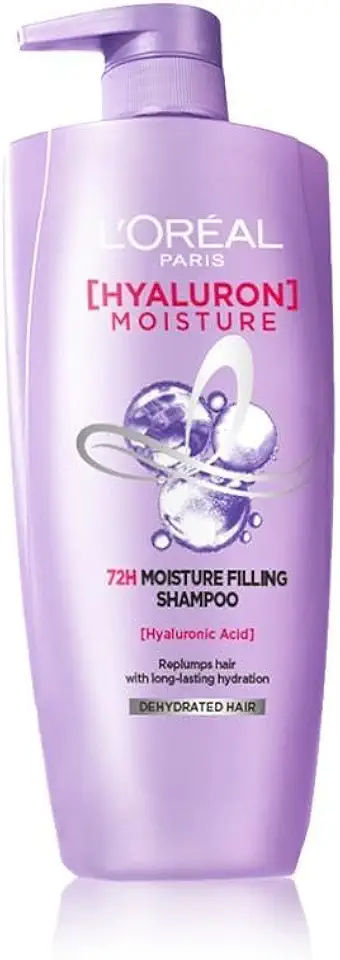 L'ORÉAL
PARIS
[HYALURON]
MOISTURE
72H MOISTURE FILLING
SHAMPOO
[Hyaluronic Acid]
Replumps hair
with long-lasting hydration
DEHYDRATED HAIR